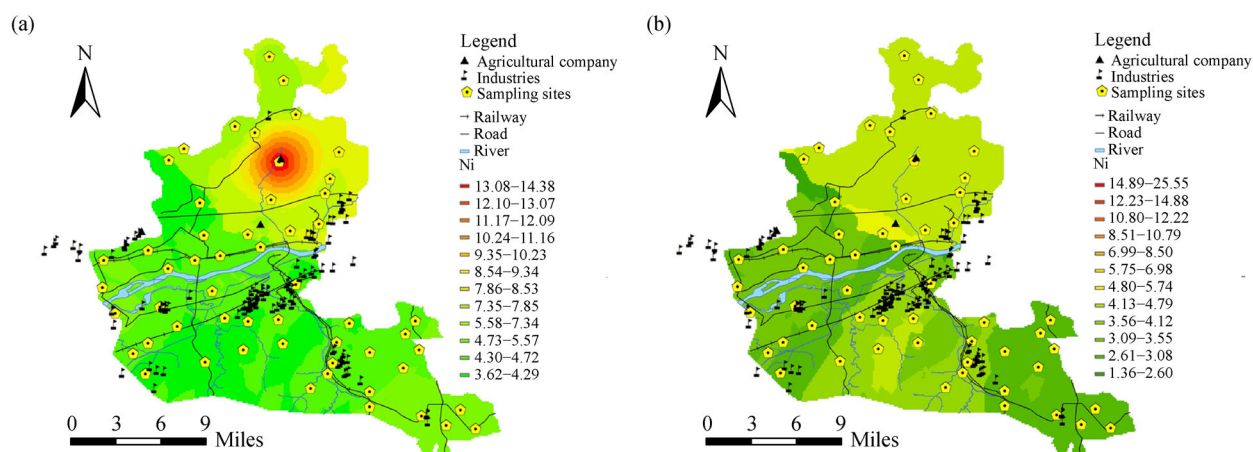 (a)
N
Legend
Agricultural company
Industries
Sampling sites
Railway
Road
River
Ni
13.08−14.38
12.10−13.07
11.17−12.09
10.24−11.16
9.35−10.23
8.54−9.34
7.86−8.53
7.35−7.85
5.58−7.34
4.73−5.57
4.30−4.72
3.62−4.29
0 3 6 9 Miles
(b)
N
Legend
Agricultural company
Industries
Sampling sites
Railway
Road
River
Ni
14.89−25.55
12.23−14.88
10.80−12.22
8.51−10.79
6.99−8.50
5.75−6.98
4.80−5.74
4.13−4.79
3.56−4.12
3.09−3.55
2.61−3.08
1.36−2.60
0 3 6 9 Miles